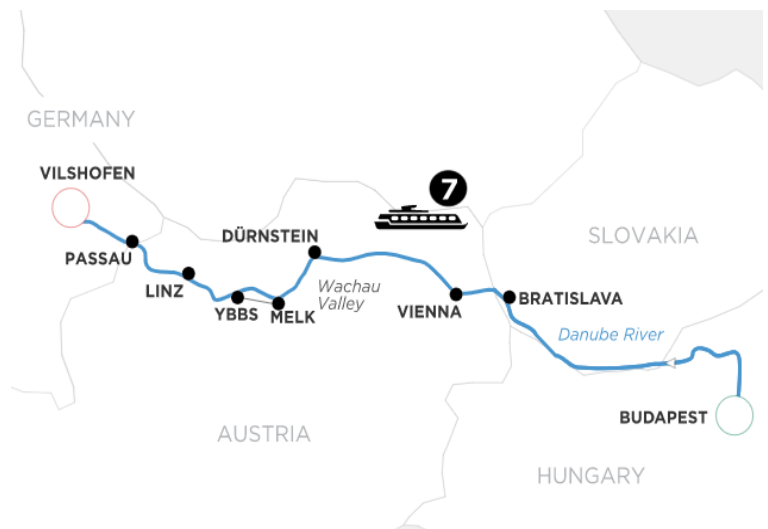 GERMANY
VILSHOFEN
7
DÜRNSTEIN
SLOVAKIA
PASSAU
LINZ
Wachau
Valley
YBBS
MELK
VIENNA
BRATISLAVA
Danube River
BUDAPEST
AUSTRIA
HUNGARY